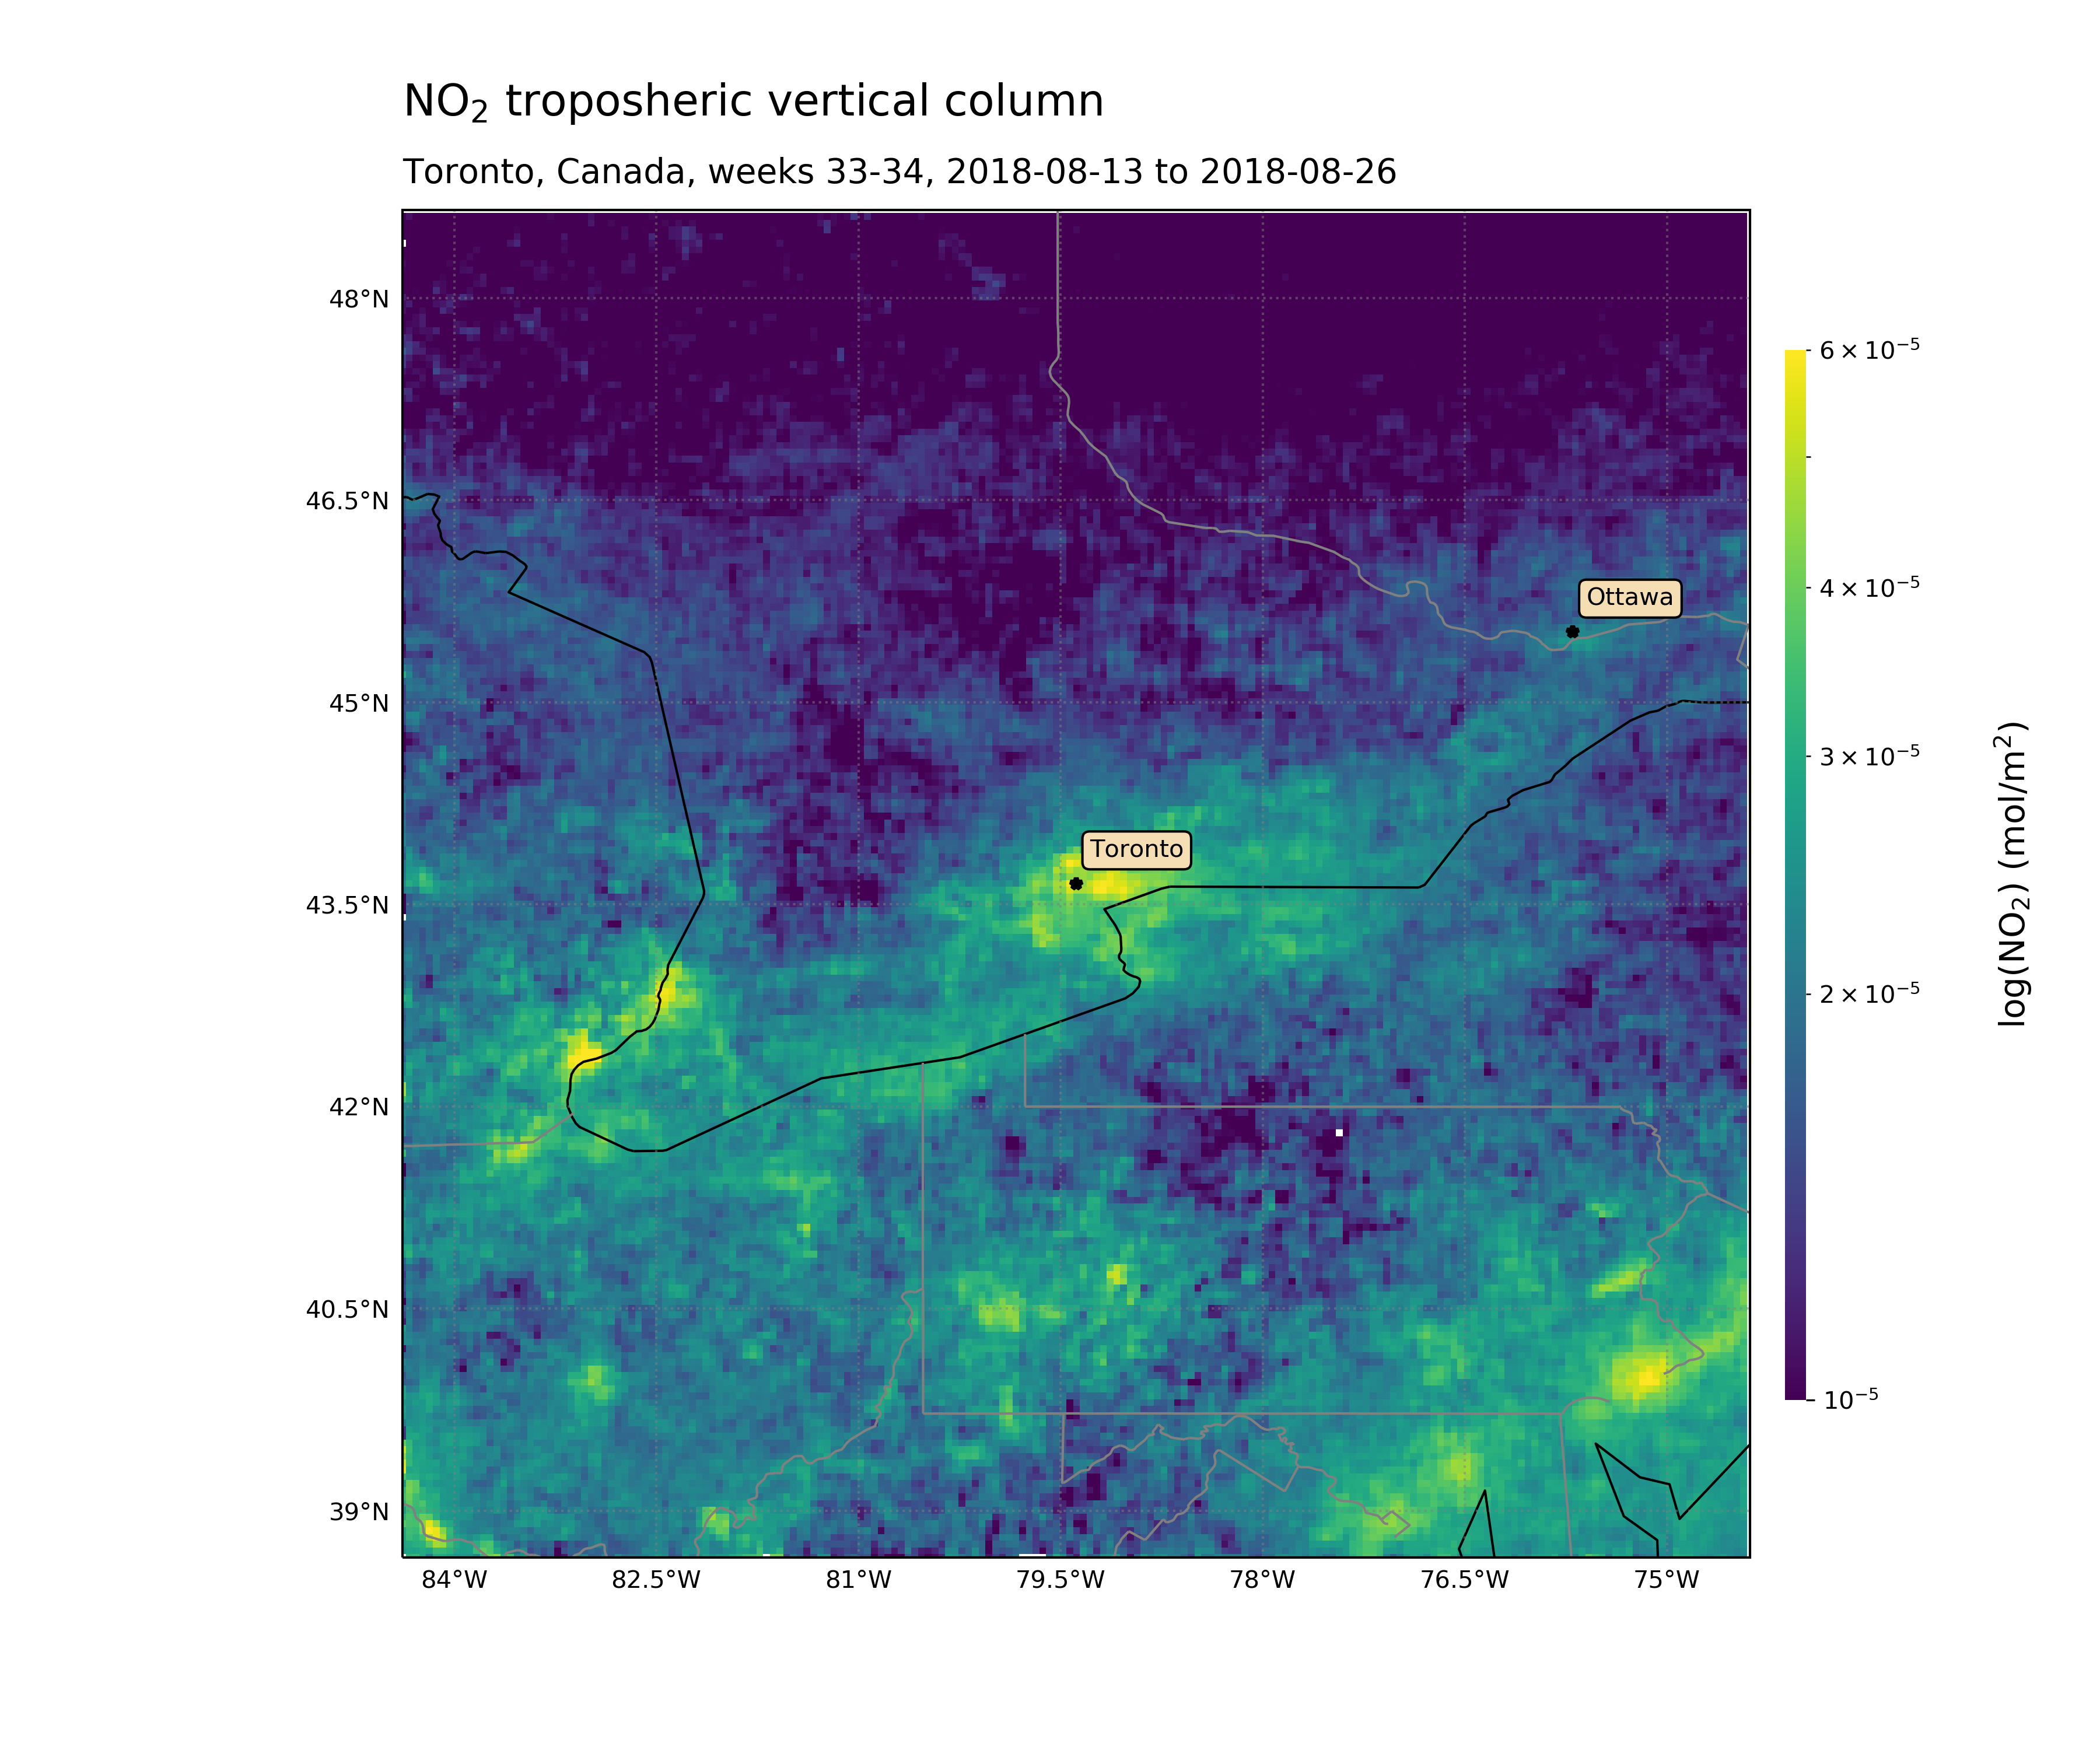 NO₂ troposheric vertical column
Toronto, Canada, weeks 33-34, 2018-08-13 to 2018-08-26
48°N
46.5°N
45°N
43.5°N
42°N
40.5°N
39°N
84°W 82.5°W 81°W 79.5°W 78°W 76.5°W 75°W
Ottawa
Toronto
6 × 10⁻⁵
4 × 10⁻⁵
3 × 10⁻⁵
2 × 10⁻⁵
10⁻⁵
log(NO₂) (mol/m²)